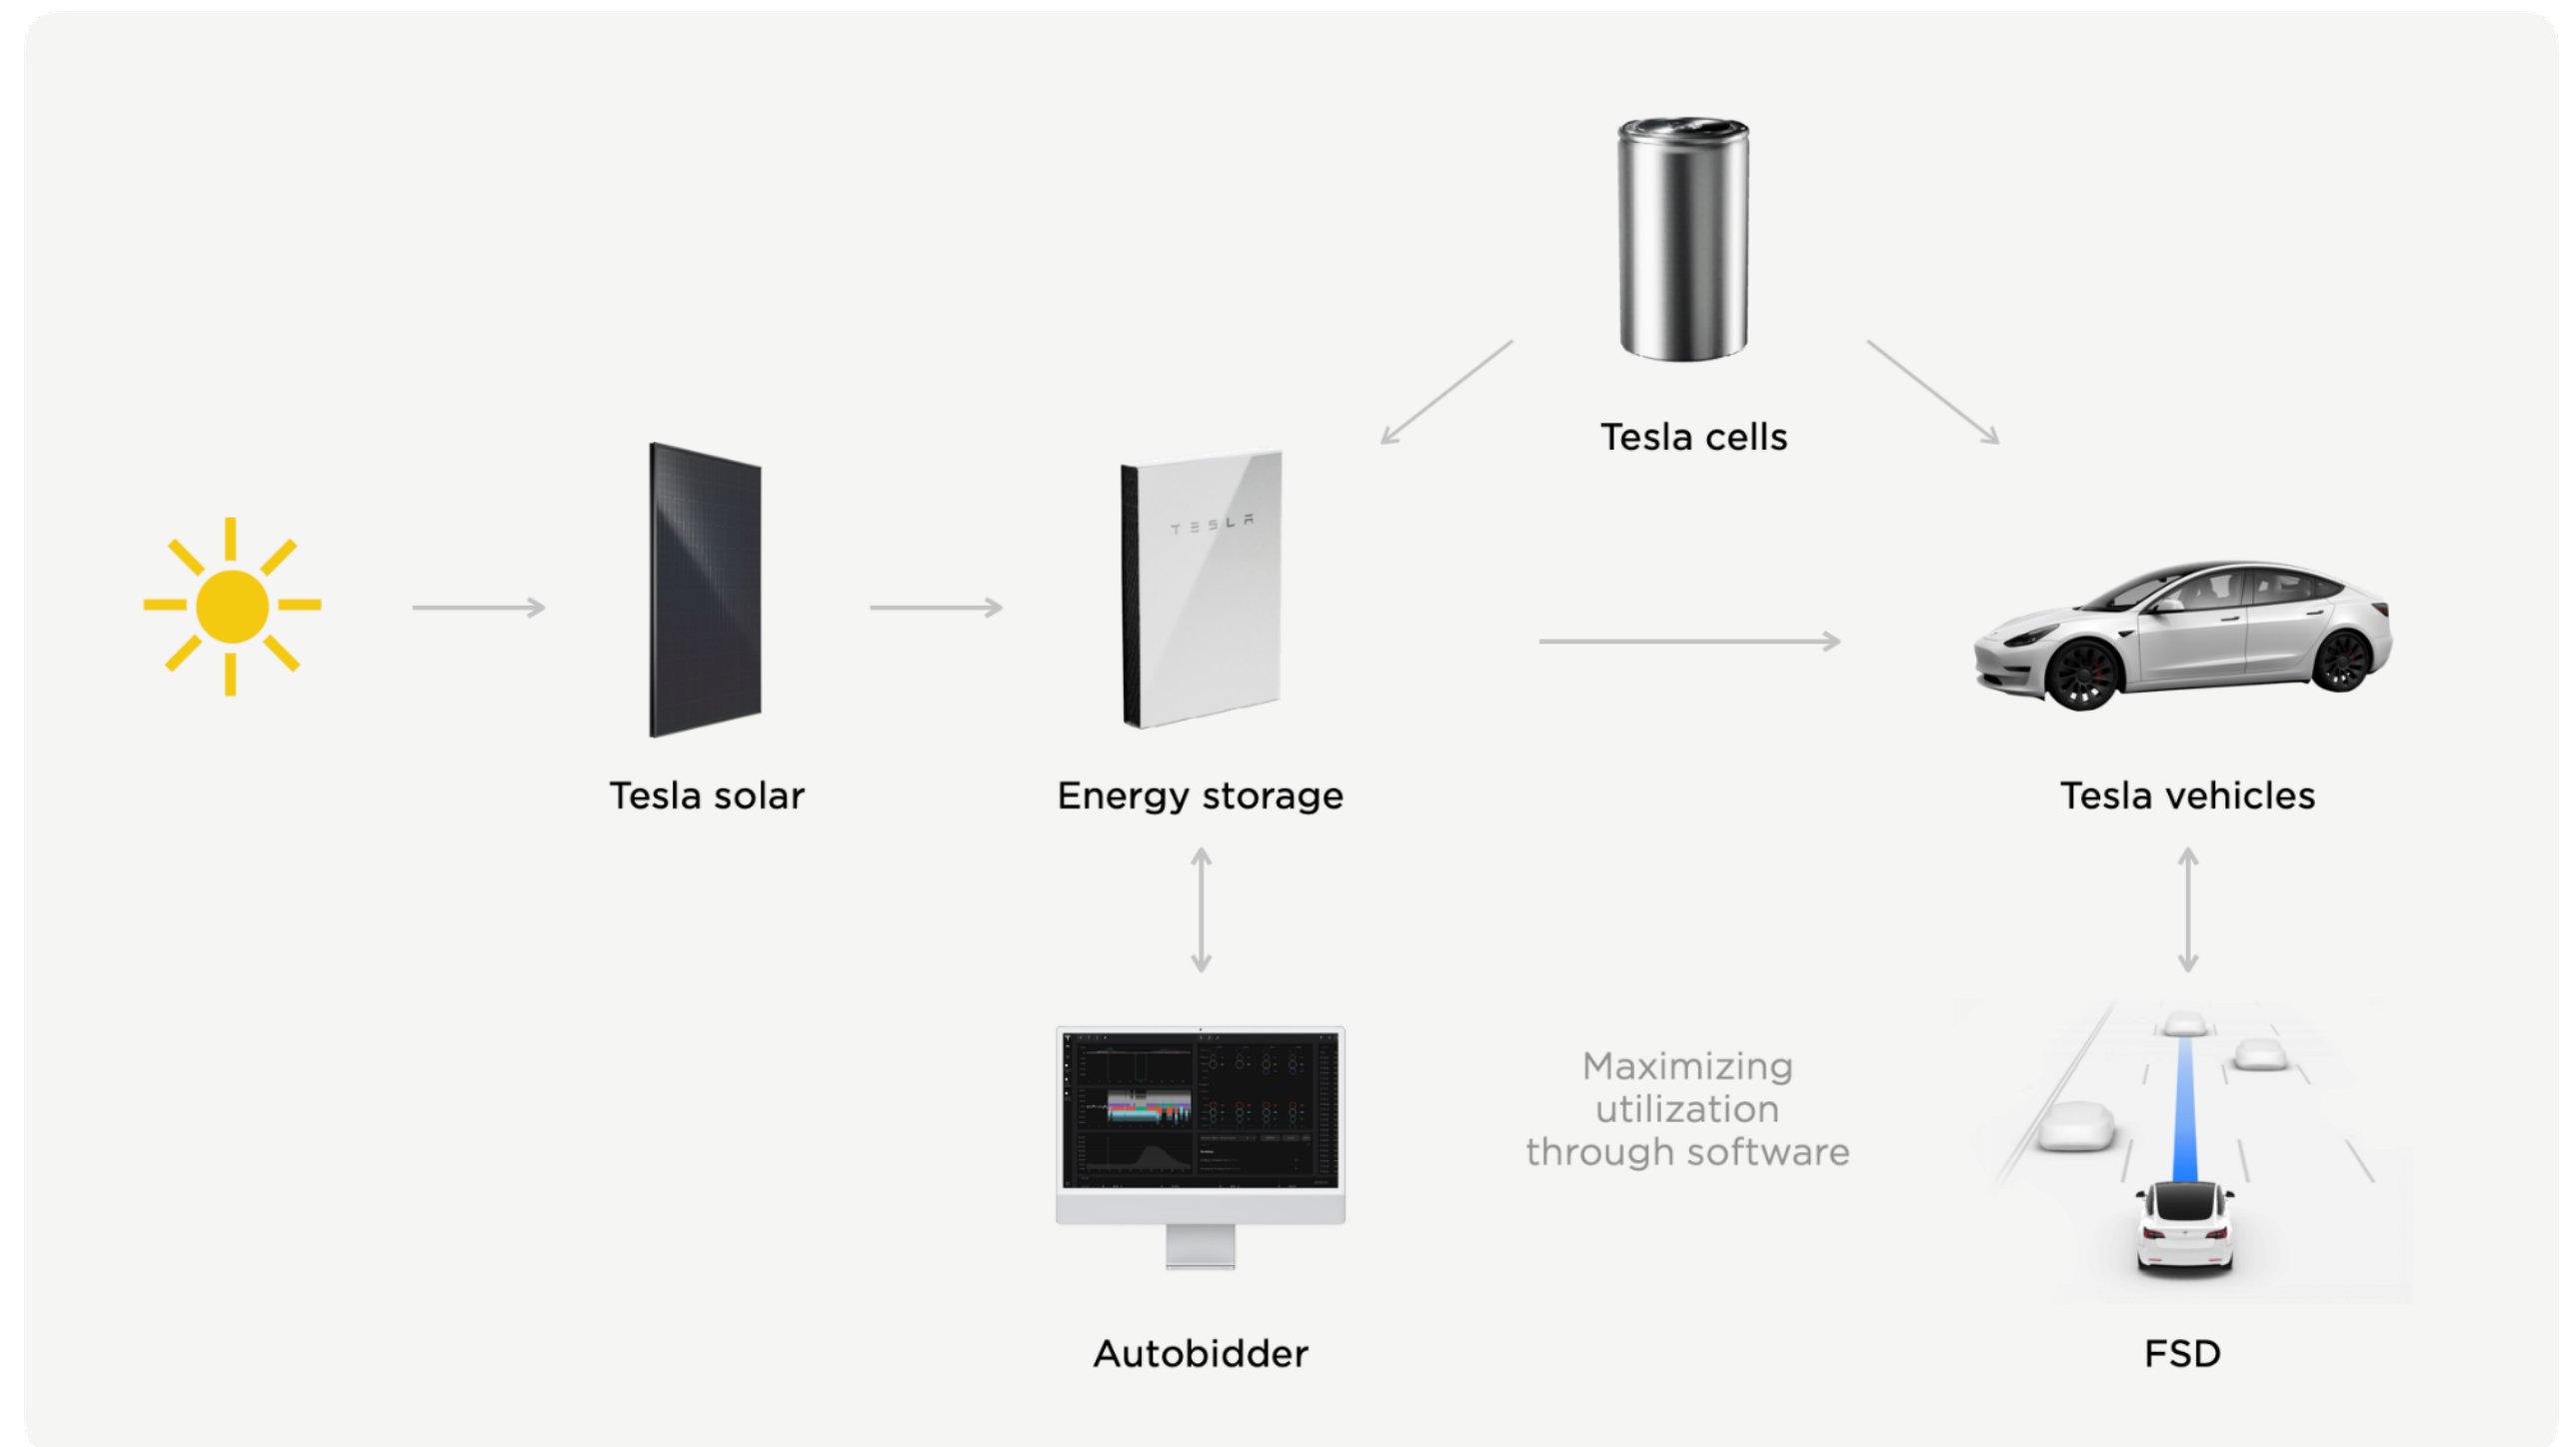 Tesla cells
TESLA
Tesla solar
Energy storage
Tesla vehicles
Maximizing
utilization
through software
Autobidder
FSD